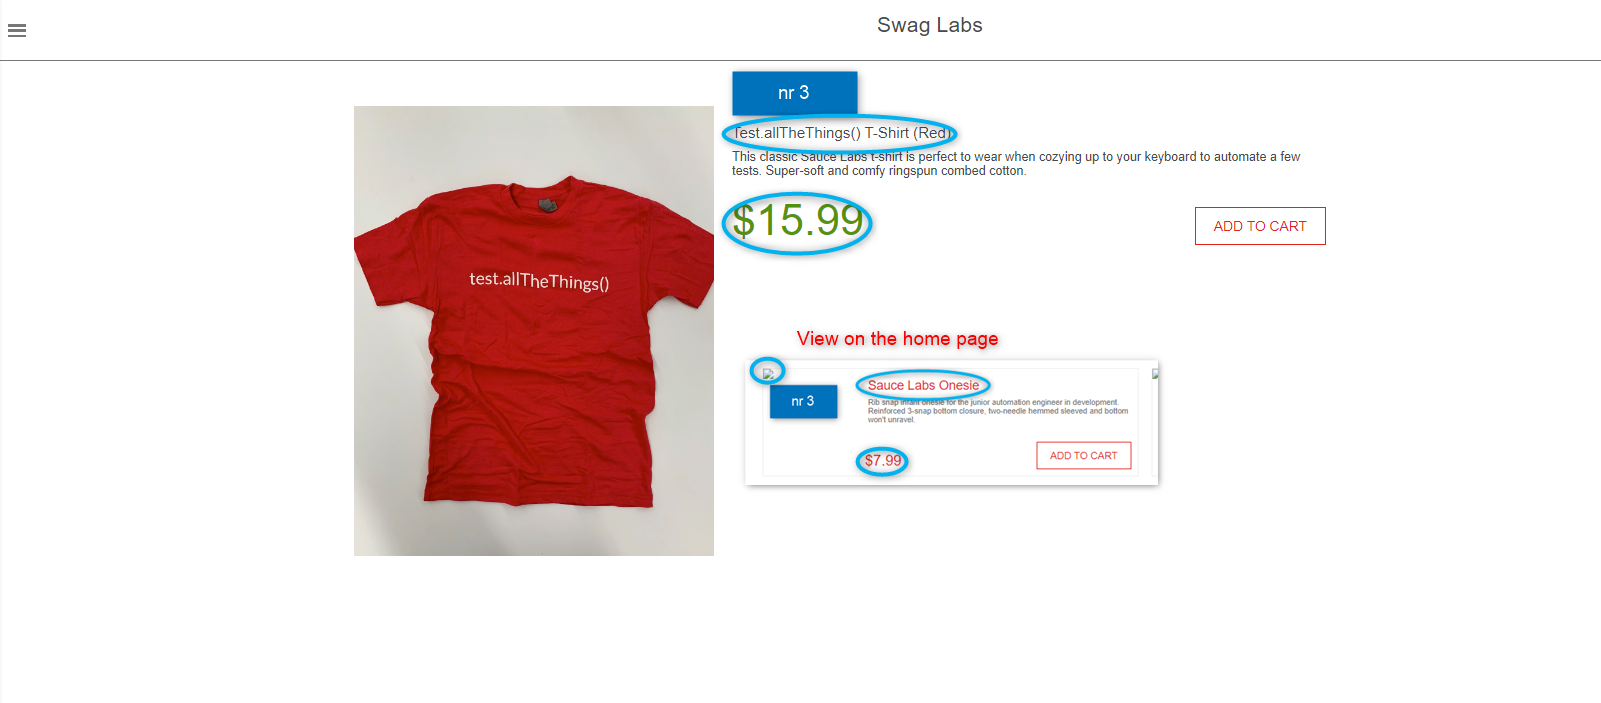 Swag Labs
nr 3
Test.allTheThings() T-Shirt (Red)
This classic Sauce Labs t-shirt is perfect to wear when cozying up to your keyboard to automate a few
tests. Super-soft and comfy ringspun combed cotton.
$15.99
ADD TO CART
test.allTheThings()
View on the home page
Sauce Labs Onesie
nr 3
Rib snap infant onesie for the junior automation engineer in development.
Reinforced 3-snap bottom closure, two-needle hemmed sleeved and bottom
won't unravel.
$7.99
ADD TO CART